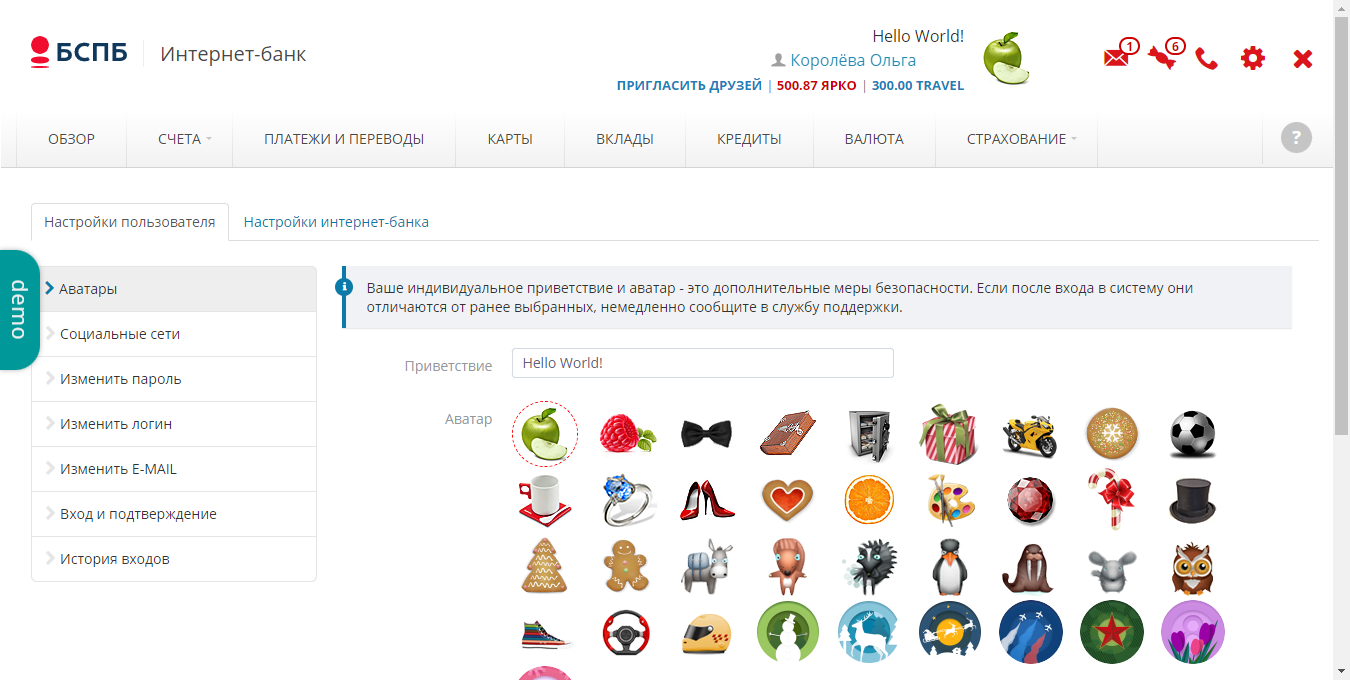 БСПБ
Интернет-банк
Hello World!
Королёва Ольга
ПРИГЛАСИТЬ ДРУЗЕЙ | 500.87 ЯРКО | 300.00 TRAVEL
1
6
ОБЗОР
СЧЕТА
ПЛАТЕЖИ И ПЕРЕВОДЫ
КАРТЫ
ВКЛАДЫ
КРЕДИТЫ
ВАЛЮТА
СТРАХОВАНИЕ
?
Настройки пользователя
Настройки интернет-банка
demo
Аватары
Социальные сети
Изменить пароль
Изменить логин
Изменить E-MAIL
Вход и подтверждение
История входов
Ваше индивидуальное приветствие и аватар - это дополнительные меры безопасности. Если после входа в систему они
отличаются от ранее выбранных, немедленно сообщите в службу поддержки.
Приветствие
Hello World!
Аватар